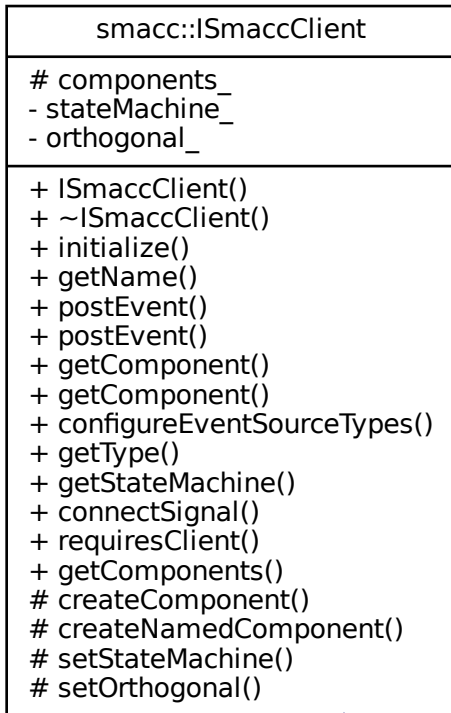 smacc::ISmaccClient
# components_
- stateMachine_
- orthogonal_
+ ISmaccClient()
+ ~ISmaccClient()
+ initialize()
+ getName()
+ postEvent()
+ postEvent()
+ getComponent()
+ getComponent()
+ configureEventSourceTypes()
+ getType()
+ getStateMachine()
+ connectSignal()
+ requiresClient()
+ getComponents()
# createComponent()
# createNamedComponent()
# setStateMachine()
# setOrthogonal()